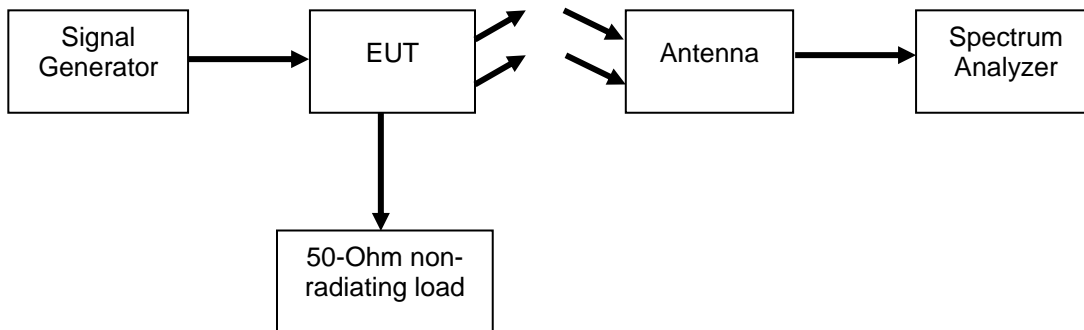 Signal
Generator
EUT
Antenna
Spectrum
Analyzer
50-Ohm non-
radiating load